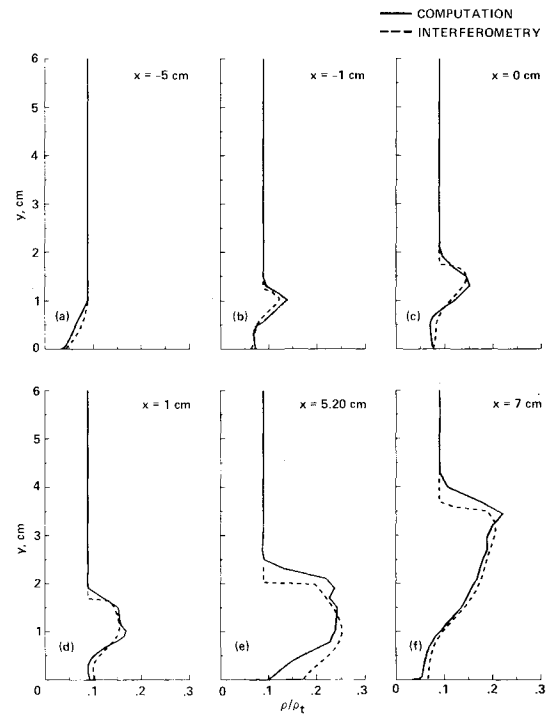 COMPUTATION
INTERFEROMETRY
6
5
4
3
2
1
0
y, cm
x = -5 cm
(a)
x = -1 cm
(b)
x = 0 cm
(c)
6
5
4
3
2
1
0
y, cm
x = 1 cm
(d)
x = 5.20 cm
(e)
x = 7 cm
(f)
0 .1 .2 .3
0 .1 .2 .3
0 .1 .2 .3
ρ/ρt